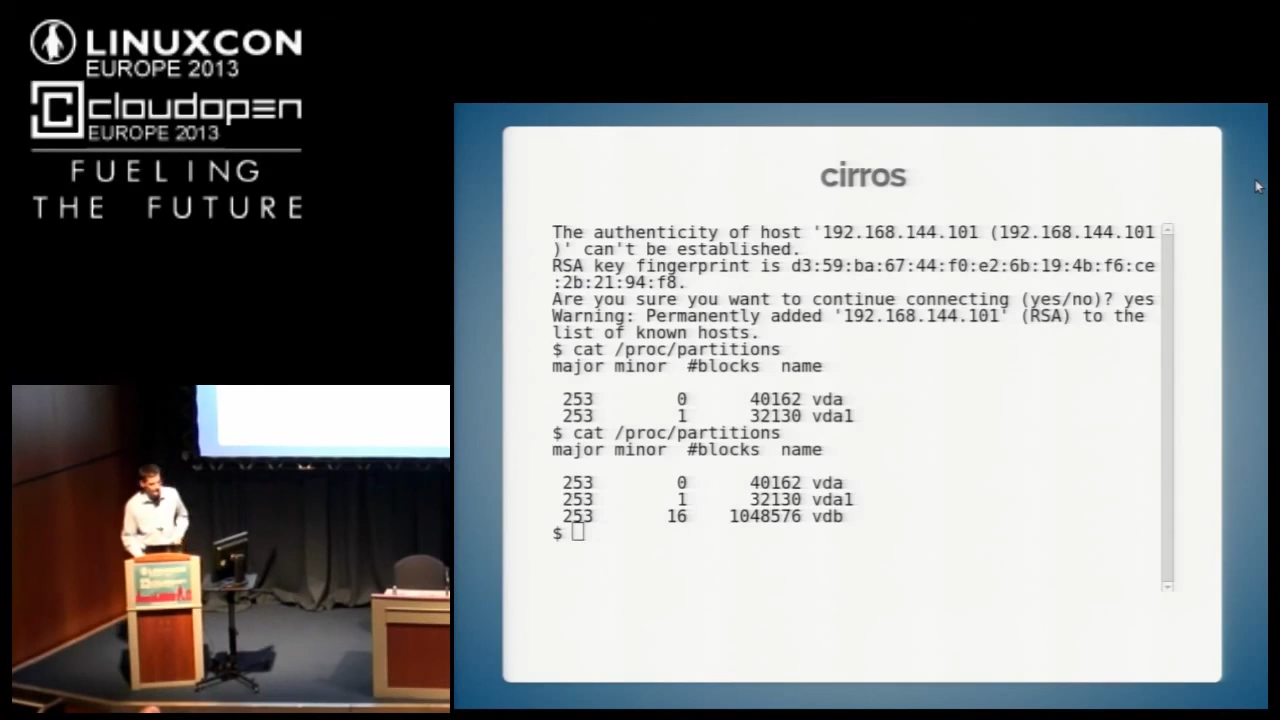 LINUXCON
EUROPE 2013
cloudopen
EUROPE 2013
FUELING
THE FUTURE
cirros
The authenticity of host '192.168.144.101 (192.168.144.101
)' can't be established.
RSA key fingerprint is d3:59:ba:67:44:f0:e2:6b:19:4b:f6:ce
:2b:21:94:f8.
Are you sure you want to continue connecting (yes/no)? yes
Warning: Permanently added '192.168.144.101' (RSA) to the
list of known hosts.
$ cat /proc/partitions
major minor  #blocks  name
253        0      40162 vda
253        1      32130 vda1
$ cat /proc/partitions
major minor  #blocks  name
253        0      40162 vda
253        1      32130 vda1
253       16    1048576 vdb
$
LINUXCON
cloudopen